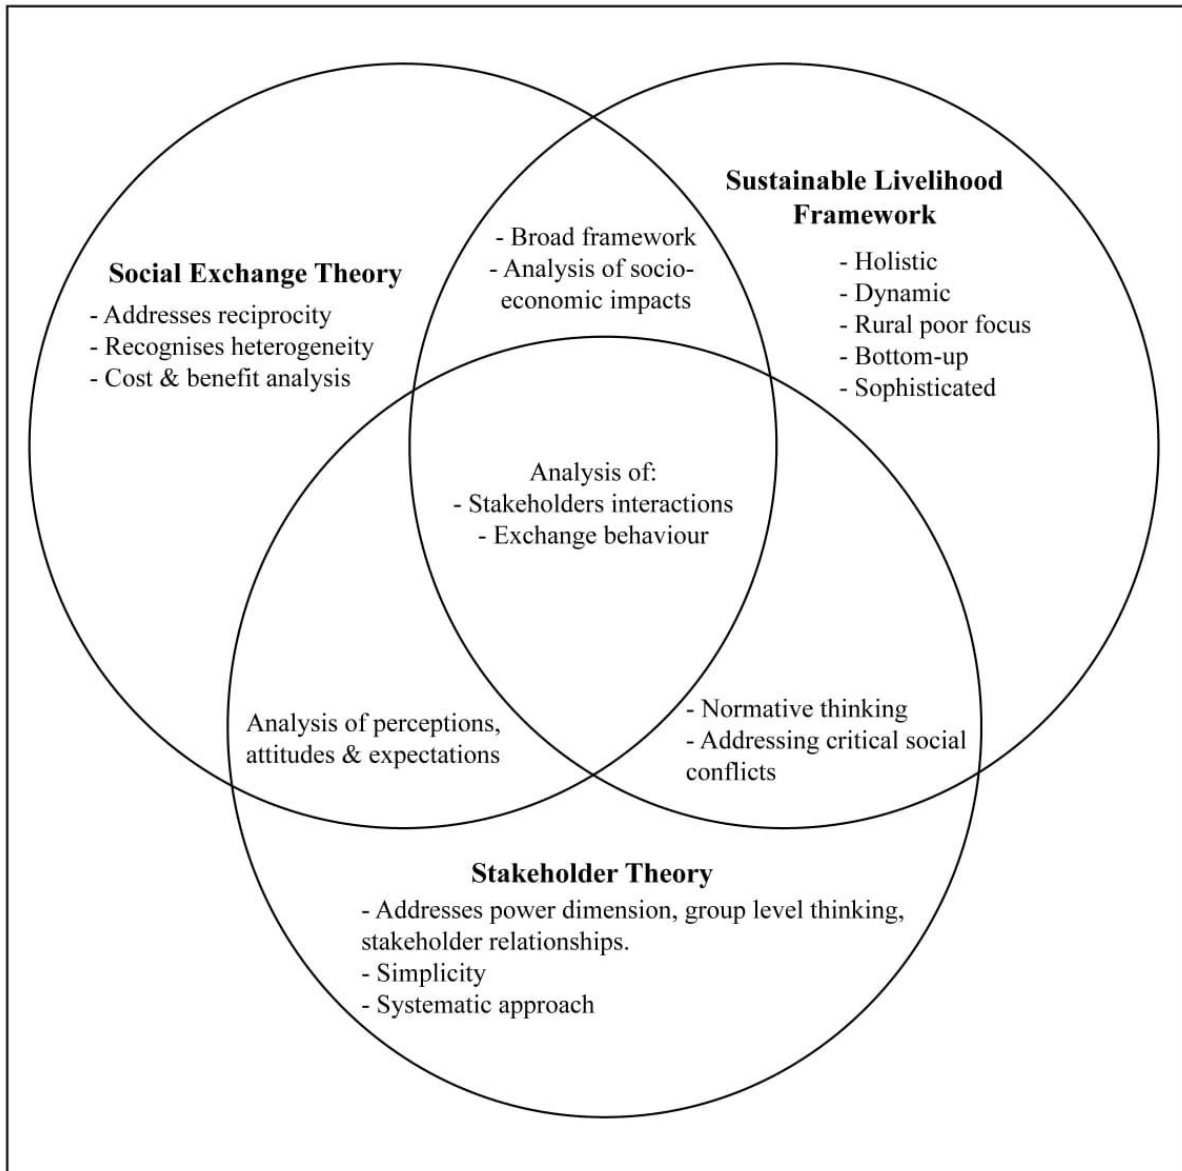 Sustainable Livelihood
Framework
- Holistic
- Dynamic
- Rural poor focus
- Bottom-up
- Sophisticated
- Broad framework
- Analysis of socio-
economic impacts
Social Exchange Theory
- Addresses reciprocity
- Recognises heterogeneity
- Cost & benefit analysis
Analysis of:
- Stakeholders interactions
- Exchange behaviour
Analysis of perceptions,
attitudes & expectations
- Normative thinking
- Addressing critical social
conflicts
Stakeholder Theory
- Addresses power dimension, group level thinking,
stakeholder relationships.
- Simplicity
- Systematic approach